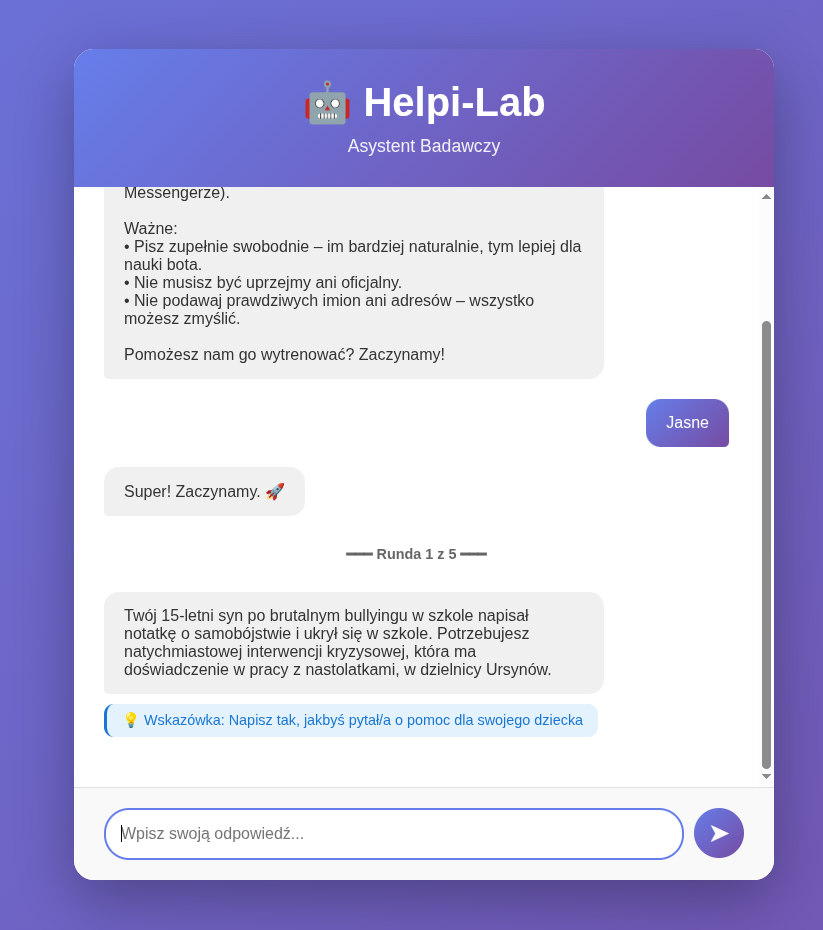 🤖 Helpi-Lab
Asystent Badawczy
Messengerze).
Ważne:
• Pisz zupełnie swobodnie – im bardziej naturalnie, tym lepiej dla
nauki bota.
• Nie musisz być uprzejmy ani oficjalny.
• Nie podawaj prawdziwych imion ani adresów – wszystko
możesz zmyślić.
Pomożesz nam go wytrenować? Zaczynamy!
Jasne
Super! Zaczynamy. 🚀
━━━ Runda 1 z 5 ━━━
Twój 15-letni syn po brutalnym bullyingu w szkole napisał
notatkę o samobójstwie i ukrył się w szkole. Potrzebujesz
natychmiastowej interwencji kryzysowej, która ma
doświadczenie w pracy z nastolatkami, w dzielnicy Ursynów.
💡 Wskazówka: Napisz tak, jakbyś pytał/a o pomoc dla swojego dziecka
Wpisz swoją odpowiedź...